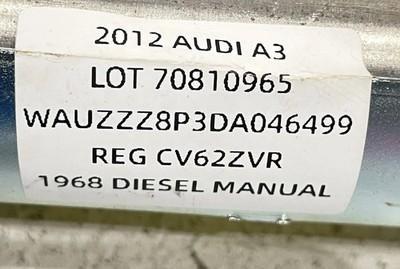 2012 AUDI A3
LOT 70810965
WAUZZZ8P3DA046499
REG CV62ZVR
1968 DIESEL MANUAL